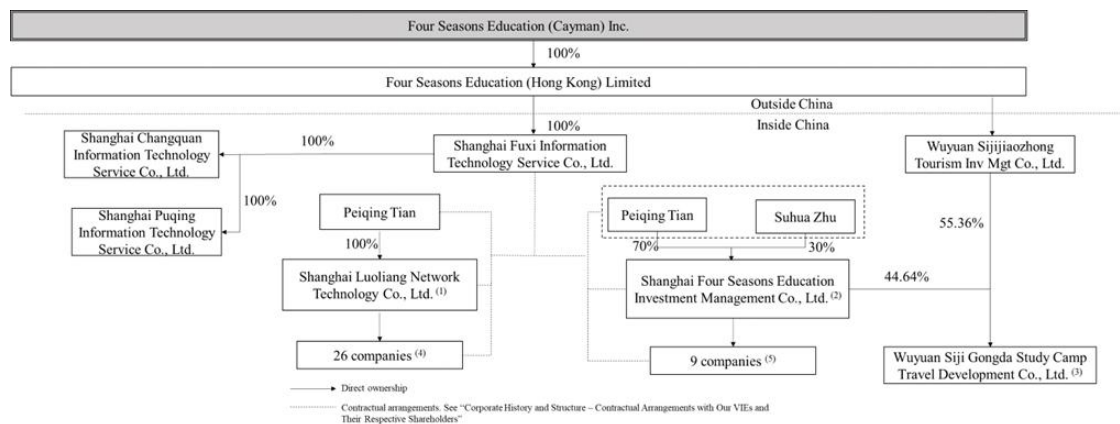 Four Seasons Education (Cayman) Inc.
100%
Four Seasons Education (Hong Kong) Limited
Outside China
Inside China
100%
Shanghai Changquan
Information Technology
Service Co., Ltd.
100%
Shanghai Fuxi Information
Technology Service Co., Ltd.
Wuyuan Sijijiaozhong
Tourism Inv Mgt Co., Ltd.
100%
Shanghai Puqing
Information Technology
Service Co., Ltd.
Peiqing Tian
Peiqing Tian
Suhua Zhu
55.36%
100%
70%
30%
Shanghai Luoliang Network
Technology Co., Ltd. (1)
Shanghai Four Seasons Education
Investment Management Co., Ltd. (2)
44.64%
26 companies (4)
9 companies (5)
Wuyuan Siji Gongda Study Camp
Travel Development Co., Ltd. (3)
Direct ownership
Contractual arrangements. See “Corporate History and Structure – Contractual Arrangements with Our VIEs and
Their Respective Shareholders”